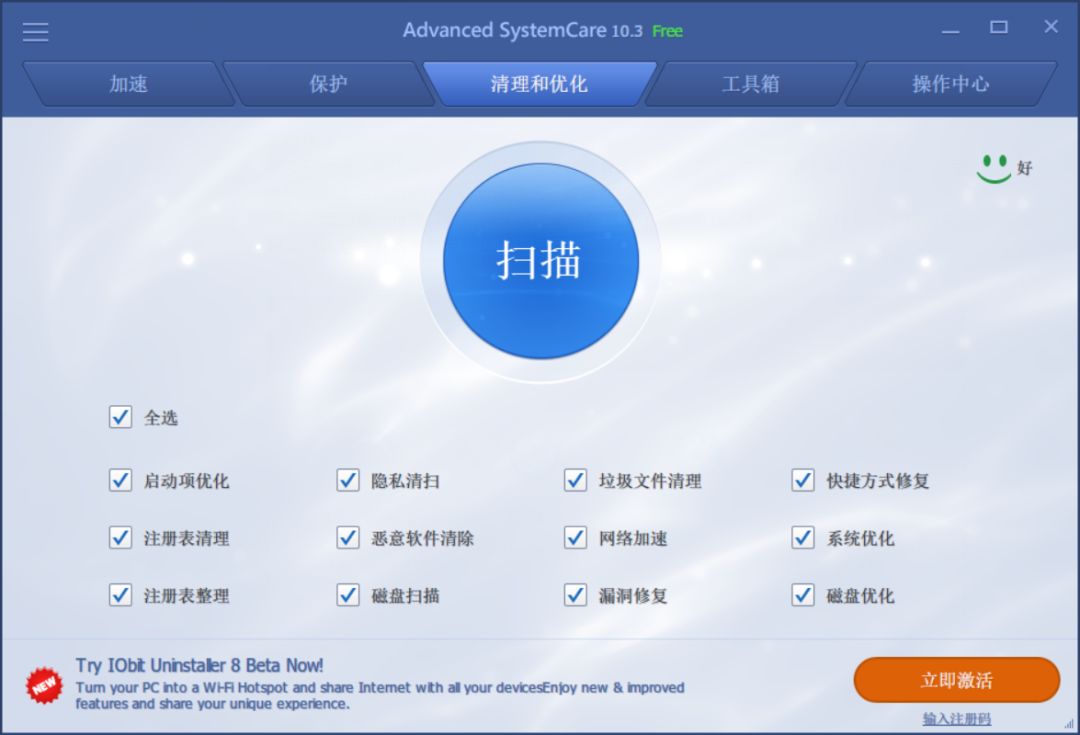 Advanced SystemCare 10.3 Free
加速 保护 清理和优化 工具箱 操作中心
好
扫描
全选
启动项优化 隐私清扫 垃圾文件清理 快捷方式修复
注册表清理 恶意软件清除 网络加速 系统优化
注册表整理 磁盘扫描 漏洞修复 磁盘优化
NEW
Try IObit Uninstaller 8 Beta Now!
Turn your PC into a Wi-Fi Hotspot and share Internet with all your devicesEnjoy new & improved
features and share your unique experience.
立即激活
输入注册码